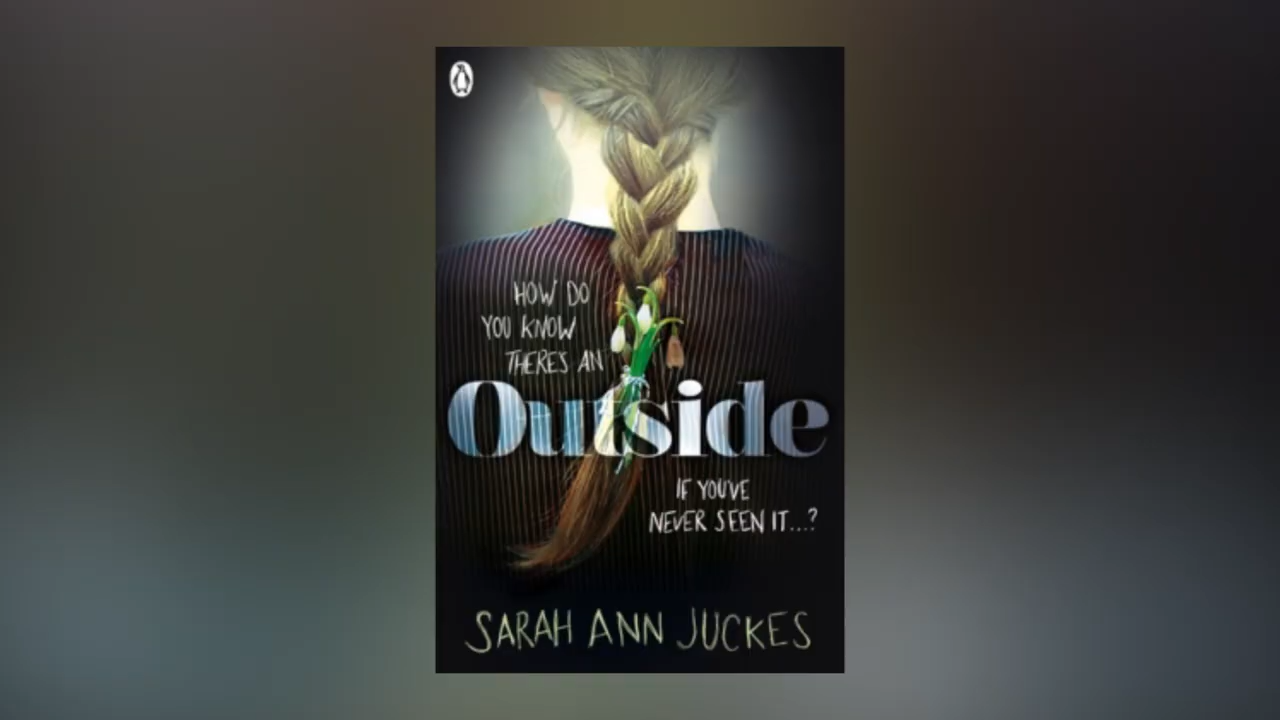 HOW DO
YOU KNOW
THERE'S AN
Outside
IF YOU'VE
NEVER SEEN IT...?
SARAH ANN JUCKES